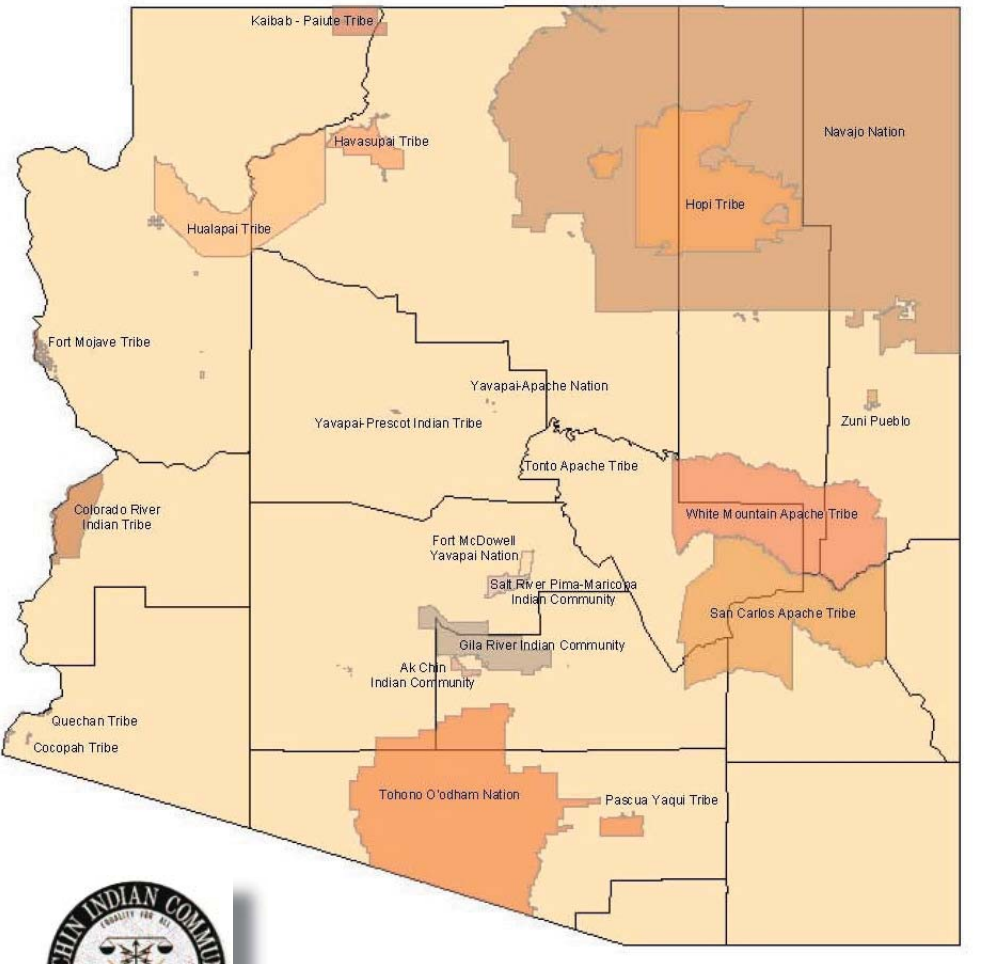 Kaibab - Paiute Tribe
Havasupai Tribe
Navajo Nation
Hopi Tribe
Hualapai Tribe
Fort Mojave Tribe
Yavapai-Apache Nation
Yavapai-Prescot Indian Tribe
Zuni Pueblo
Tonto Apache Tribe
Colorado River
Indian Tribe
White Mountain Apache Tribe
Fort McDowell
Yavapai Nation
Salt River Pima-Maricopa
Indian Community
San Carlos Apache Tribe
Gila River Indian Community
Ak Chin
Indian Community
Quechan Tribe
Cocopah Tribe
Tohono O'odham Nation
Pascua Yaqui Tribe
CHIN INDIAN COMMU
EQUALITY FOR ALL